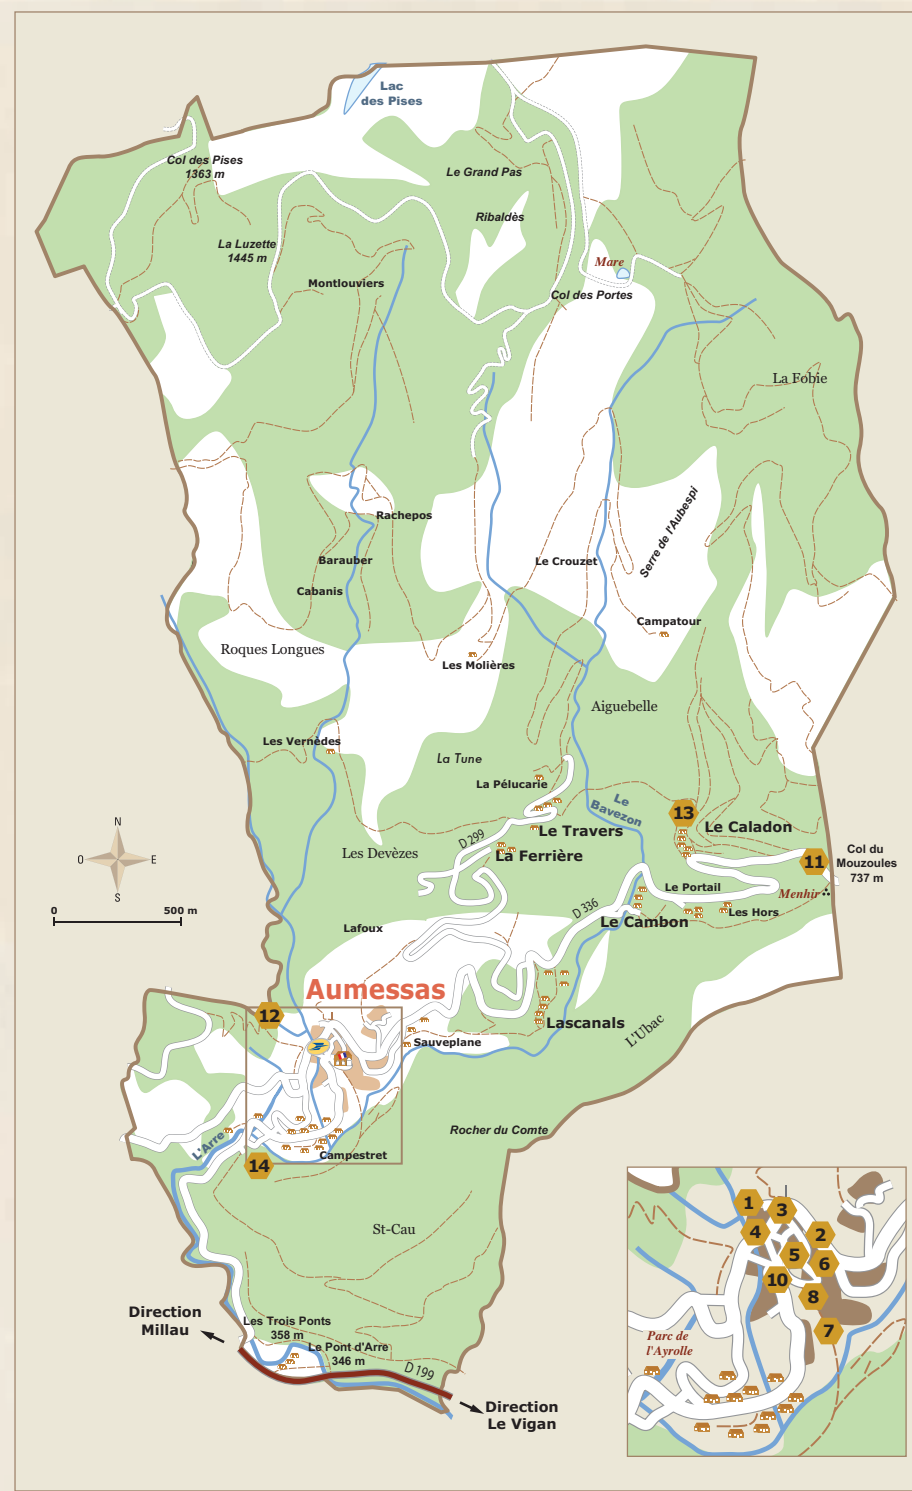 Lac
des Pises
Col des Pises
1363 m
Le Grand Pas
Ribaldès
La Luzette
1445 m
Mare
Montlouviers
Col des Portes
La Fobie
Serre de l'Aubespi
Rachepos
Barauber
Le Crouzet
Cabanis
Campatour
Roques Longues
Les Molières
Aiguebelle
Les Vernèdes
La Tune
La Pélucarie
Le
Bavezon
13
Le Caladon
N
O
E
S
0
500 m
D 299
Le Travers
Les Devèzes
La Ferrière
11
Col du
Mouzoules
737 m
Le Portail
Menhir
D 336
Les Hors
Le Cambon
Lafoux
Aumessas
12
Lascanals
L'Ubac
Sauveplane
Rocher du Comte
L'Arre
Campestret
14
St-Cau
Direction
Millau
Les Trois Ponts
358 m
Le Pont d'Arre
346 m
D 199
Direction
Le Vigan
1
3
4
2
5
6
10
8
7
Parc de
l'Ayrolle